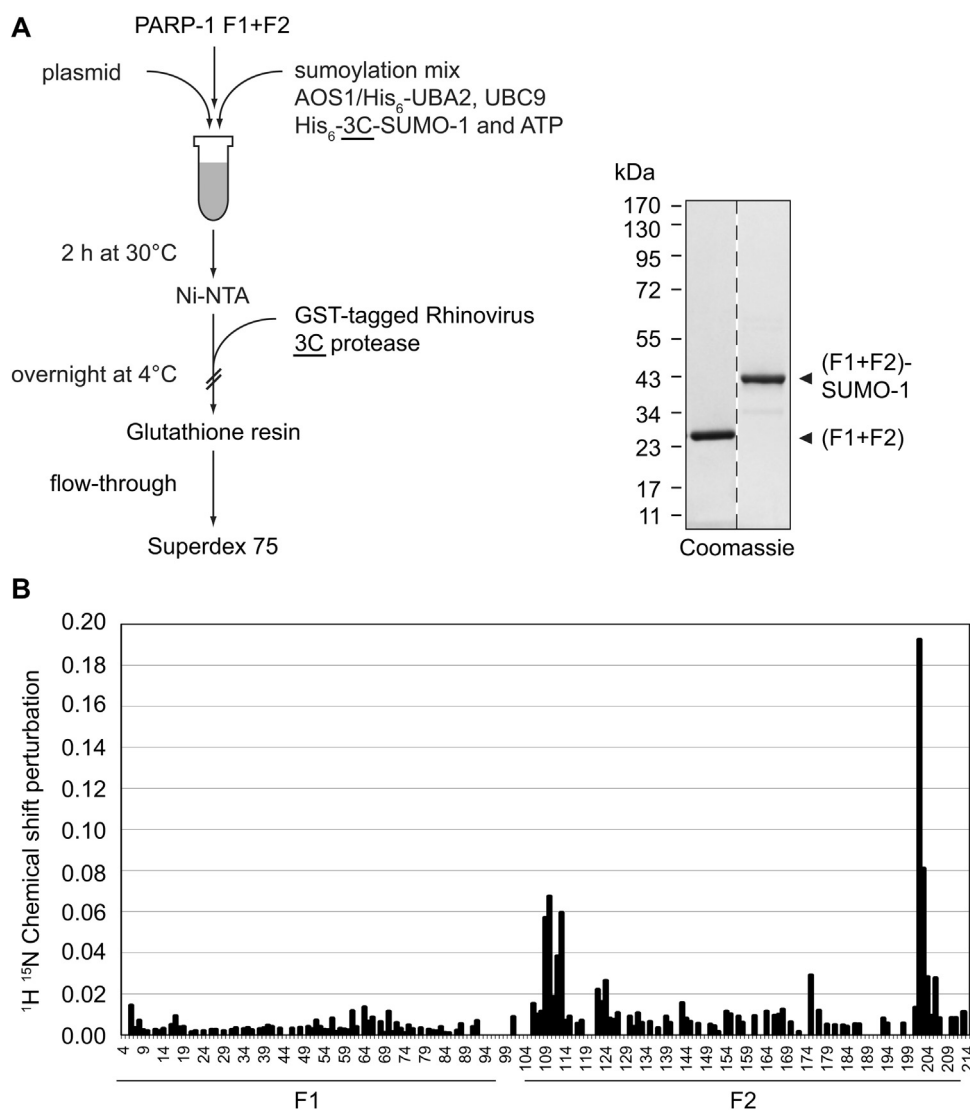 A
PARP-1 F1+F2
plasmid
sumoylation mix
AOS1/His6-UBA2, UBC9
His6-3C-SUMO-1 and ATP
2 h at 30°C
Ni-NTA
GST-tagged Rhinovirus
3C protease
overnight at 4°C
Glutathione resin
flow-through
Superdex 75
kDa
170
130
95
72
55
43
34
23
17
11
(F1+F2)-
SUMO-1
(F1+F2)
Coomassie
B
1H 15N Chemical shift perturbation
0.20
0.18
0.16
0.14
0.12
0.10
0.08
0.06
0.04
0.02
0.00
4 9 14 19 24 29 34 39 44 49 54 59 64 69 74 79 84 89 94 99 104 109 114 119 124 129 134 139 144 149 154 159 164 169 174 179 184 189 194 199 204 209 214
F1
F2